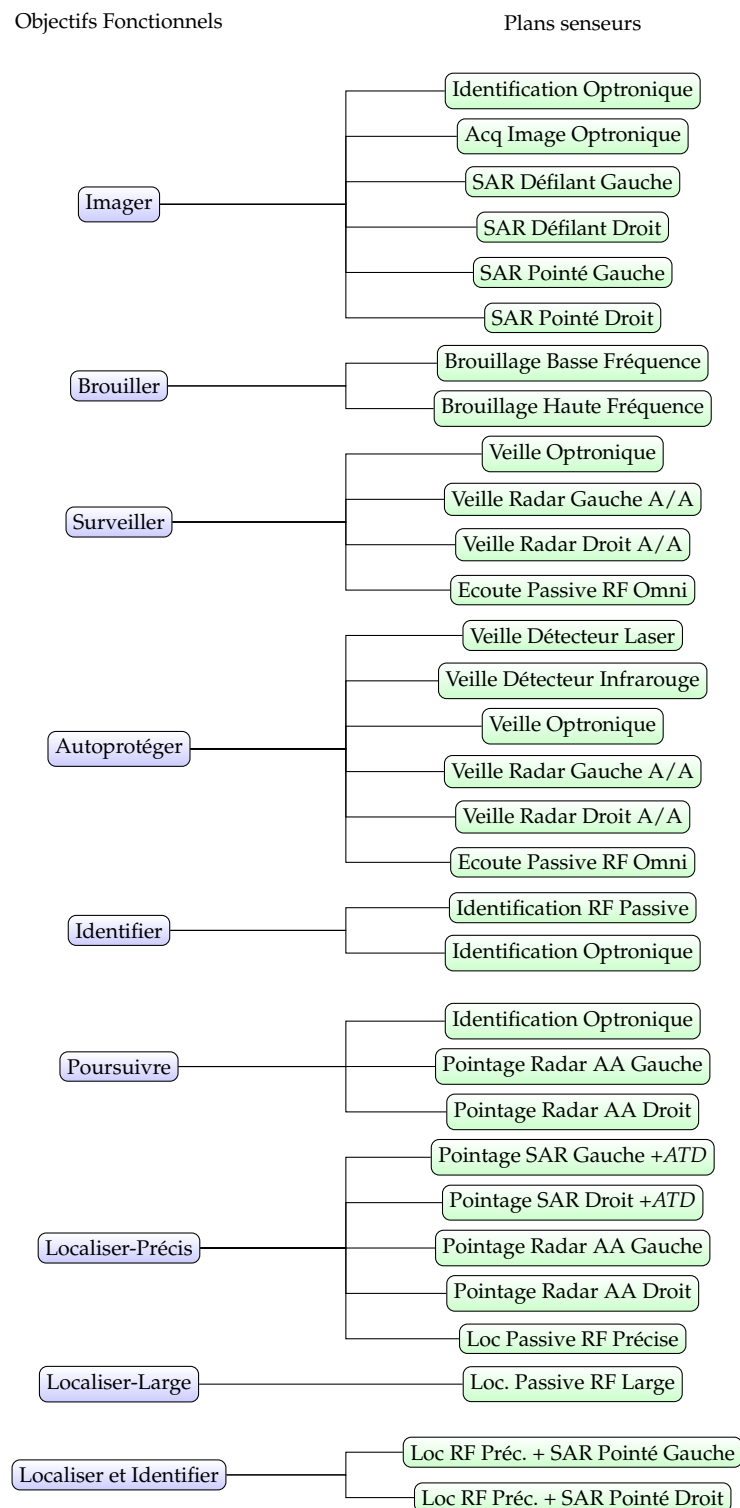 Objectifs Fonctionnels
Plans senseurs
Imager
Identification Optronique
Acq Image Optronique
SAR Défilant Gauche
SAR Défilant Droit
SAR Pointé Gauche
SAR Pointé Droit
Brouiller
Brouillage Basse Fréquence
Brouillage Haute Fréquence
Surveiller
Veille Optronique
Veille Radar Gauche A/A
Veille Radar Droit A/A
Ecoute Passive RF Omni
Autoprotéger
Veille Détecteur Laser
Veille Détecteur Infrarouge
Veille Optronique
Veille Radar Gauche A/A
Veille Radar Droit A/A
Ecoute Passive RF Omni
Identifier
Identification RF Passive
Identification Optronique
Poursuivre
Identification Optronique
Pointage Radar AA Gauche
Pointage Radar AA Droit
Localiser-Précis
Pointage SAR Gauche +ATD
Pointage SAR Droit +ATD
Pointage Radar AA Gauche
Pointage Radar AA Droit
Loc Passive RF Précise
Localiser-Large
Loc. Passive RF Large
Localiser et Identifier
Loc RF Préc. + SAR Pointé Gauche
Loc RF Préc. + SAR Pointé Droit